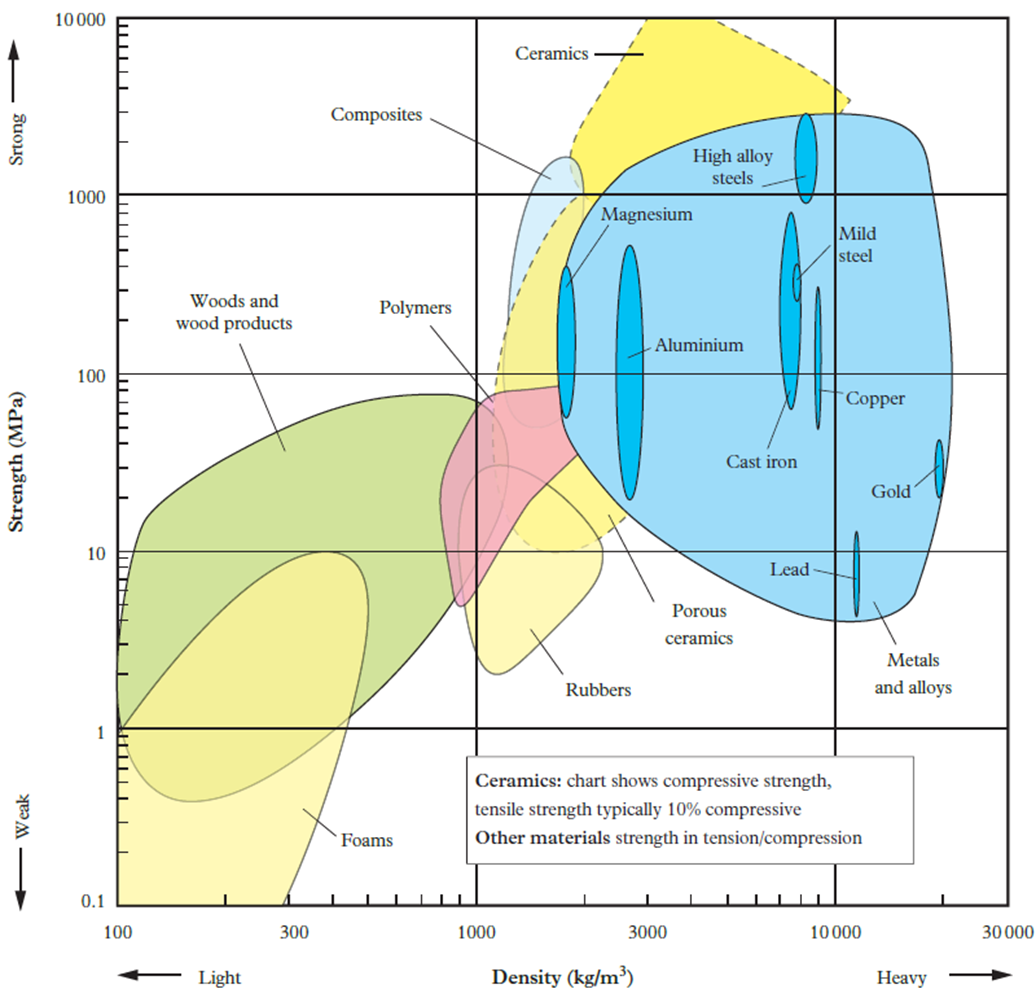 10 000
Ceramics
Composites
Srtong
High alloy
steels
1000
Magnesium
Mild
steel
Woods and
wood products
Polymers
Aluminium
100
Copper
Strength (MPa)
Cast iron
Gold
10
Lead
Porous
ceramics
Metals
and alloys
Rubbers
1
Ceramics: chart shows compressive strength,
tensile strength typically 10% compressive
Other materials strength in tension/compression
Weak
Foams
0.1
100
300
1000
3000
10 000
30 000
Light
Density (kg/m³)
Heavy